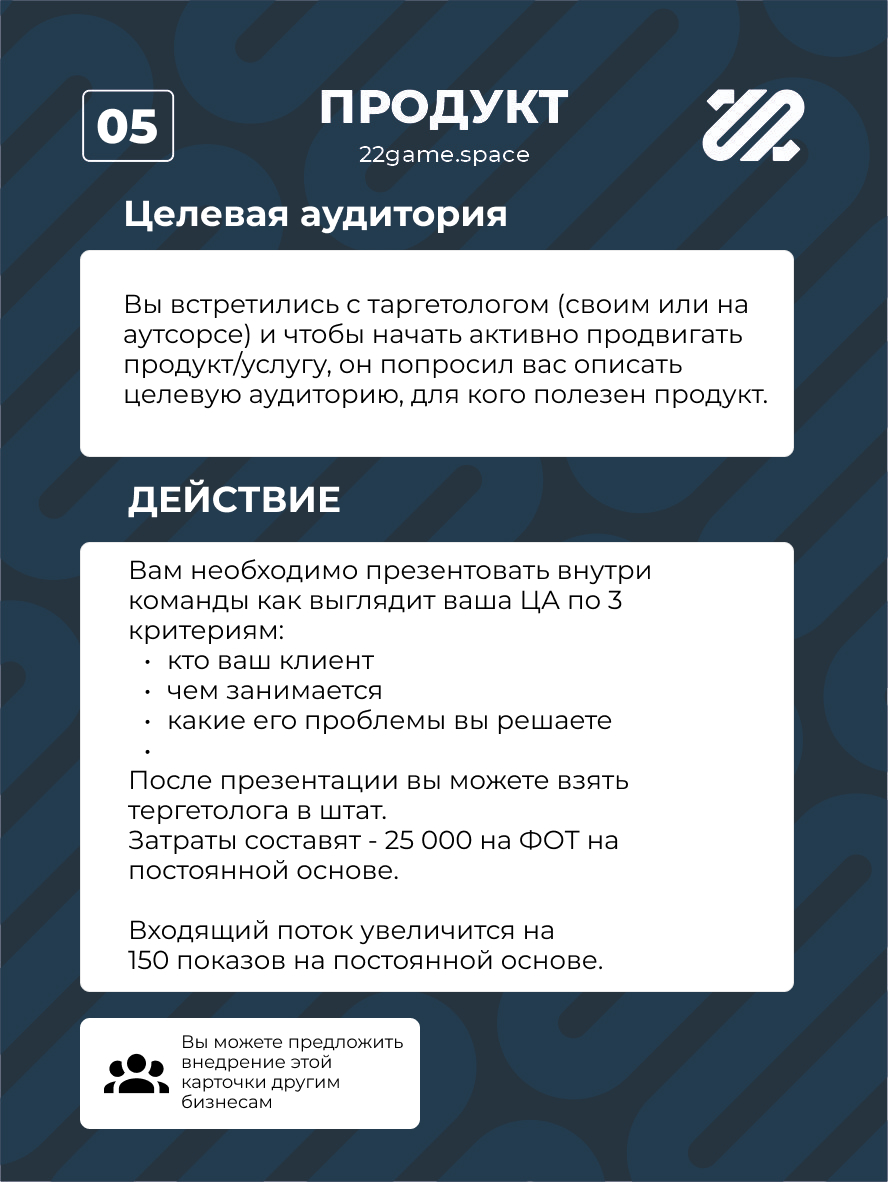 05
ПРОДУКТ
22game.space
Целевая аудитория
Вы встретились с таргетологом (своим или на
аутсорсе) и чтобы начать активно продвигать
продукт/услугу, он попросил вас описать
целевую аудиторию, для кого полезен продукт.
ДЕЙСТВИЕ
Вам необходимо презентовать внутри
команды как выглядит ваша ЦА по 3
критериям:
• кто ваш клиент
• чем занимается
• какие его проблемы вы решаете
•
После презентации вы можете взять
тергетолога в штат.
Затраты составят - 25 000 на ФОТ на
постоянной основе.
Входящий поток увеличится на
150 показов на постоянной основе.
Вы можете предложить
внедрение этой
карточки другим
бизнесам